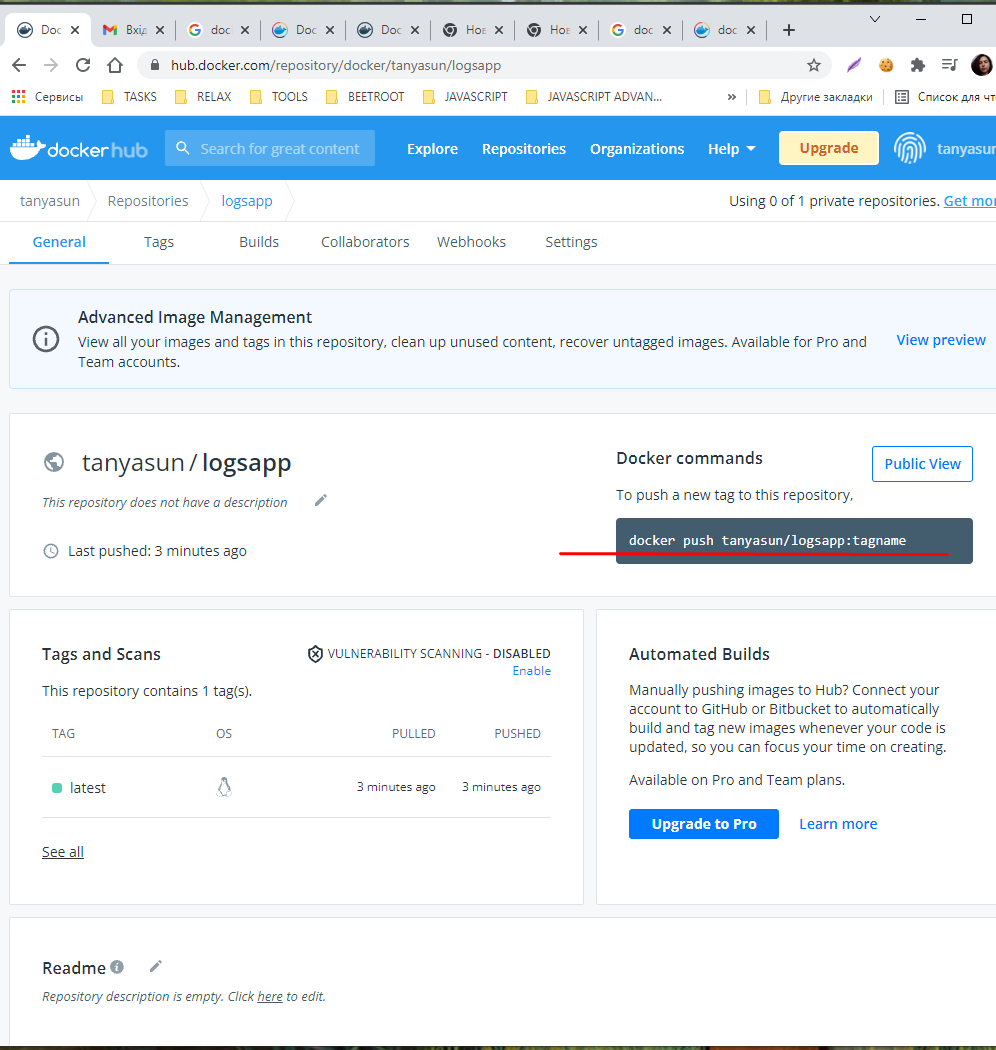 Doc
Вхід
doc
Doc
Doc
Нов
Нов
doc
doc
hub.docker.com/repository/docker/tanyasun/logsapp
Сервисы TASKS RELAX TOOLS BEETROOT JAVASCRIPT JAVASCRIPT ADVAN... » Другие закладки Список для чт
dockerhub Search for great content Explore Repositories Organizations Help Upgrade tanyasun
tanyasun Repositories logsapp Using 0 of 1 private repositories. Get mor
General Tags Builds Collaborators Webhooks Settings
Advanced Image Management
View all your images and tags in this repository, clean up unused content, recover untagged images. Available for Pro and
Team accounts.
View preview
tanyasun / logsapp
This repository does not have a description
Last pushed: 3 minutes ago
Docker commands
Public View
To push a new tag to this repository,
docker push tanyasun/logsapp:tagname
Tags and Scans
VULNERABILITY SCANNING - DISABLED
Enable
This repository contains 1 tag(s).
TAG OS PULLED PUSHED
latest 3 minutes ago 3 minutes ago
See all
Automated Builds
Manually pushing images to Hub? Connect your
account to GitHub or Bitbucket to automatically
build and tag new images whenever your code is
updated, so you can focus your time on creating.
Available on Pro and Team plans.
Upgrade to Pro Learn more
Readme
Repository description is empty. Click here to edit.